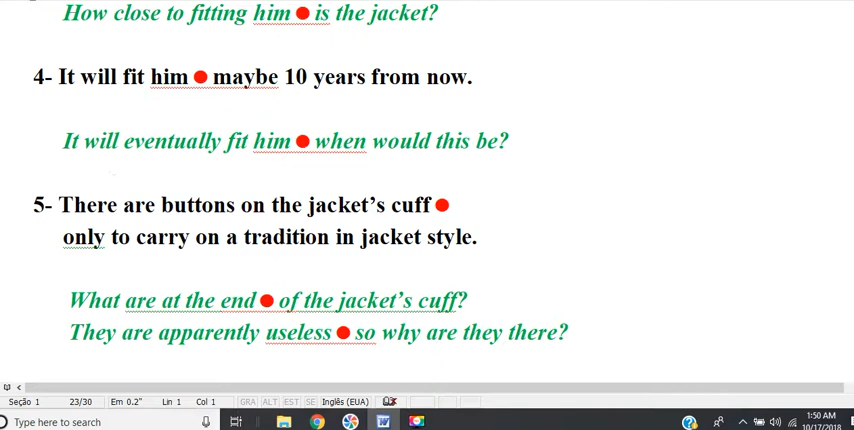 How close to fitting him ● is the jacket?
4- It will fit him ● maybe 10 years from now.
It will eventually fit him ● when would this be?
5- There are buttons on the jacket’s cuff ●
only to carry on a tradition in jacket style.
What are at the end ● of the jacket’s cuff?
They are apparently useless ● so why are they there?
Seção 1 23/30 Em 0.2" Lin 1 Col 1 GRA ALT EST SE Inglês (EUA)
Type here to search
1:50 AM
10/17/2018